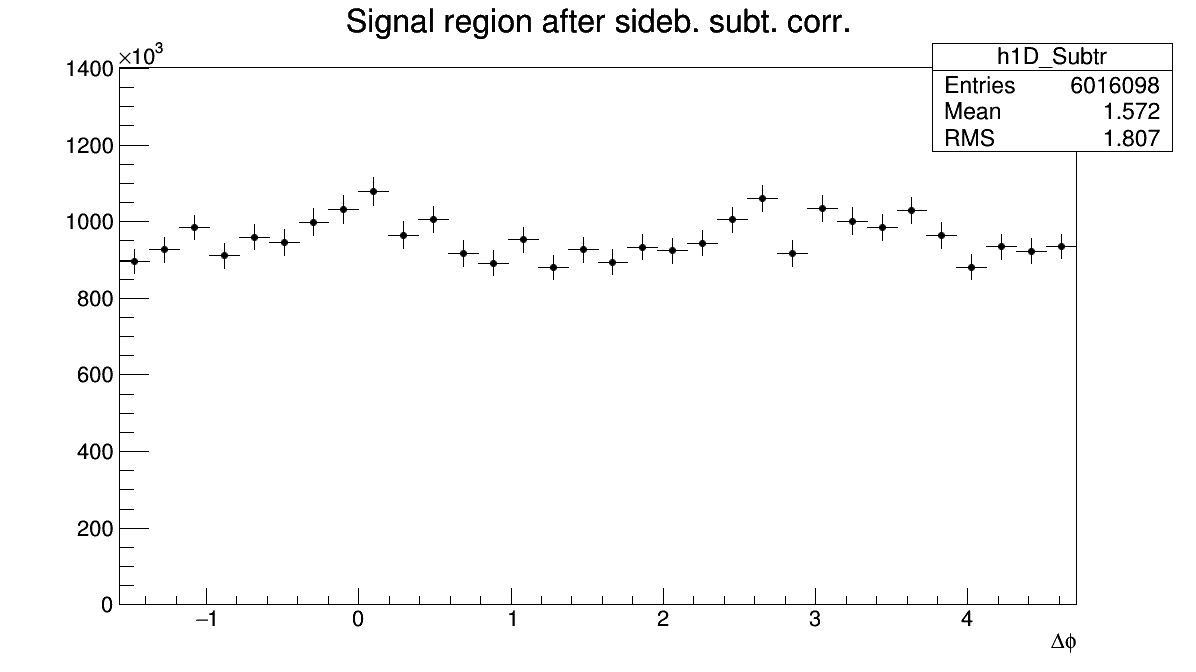 Signal region after sideb. subt. corr.
×10³
h1D_Subtr
Entries 6016098
Mean 1.572
RMS 1.807
1400
1200
1000
800
600
400
200
0
−1 0 1 2 3 4
Δϕ